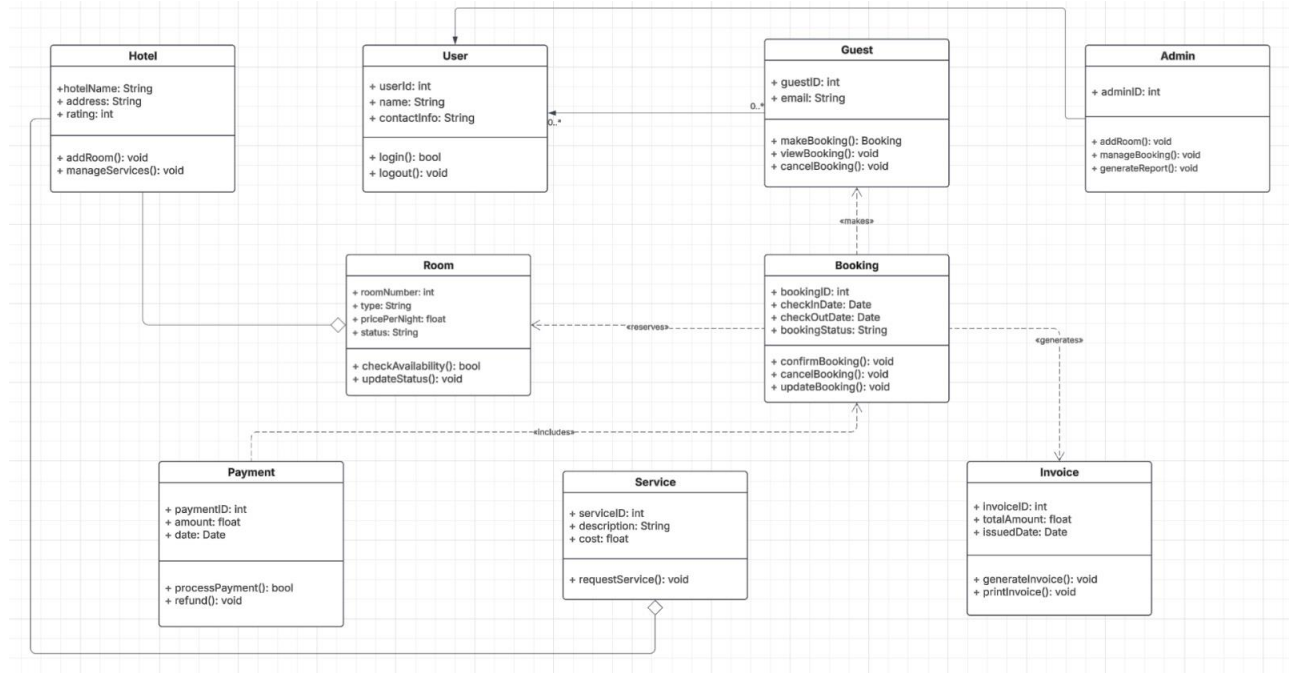 Hotel
+hotelName: String
+ address: String
+ rating: int
+ addRoom(): void
+ manageServices(): void
User
+ userId: int
+ name: String
+ contactInfo: String
+ login(): bool
+ logout(): void
0..*
0..*
Guest
+ guestID: int
+ email: String
+ makeBooking(): Booking
+ viewBooking(): void
+ cancelBooking(): void
Admin
+ adminID: int
+ addRoom(): void
+ manageBooking(): void
+ generateReport(): void
«makes»
Room
+ roomNumber: int
+ type: String
+ pricePerNight: float
+ status: String
+ checkAvailability(): bool
+ updateStatus(): void
«reserves»
Booking
+ bookingID: int
+ checkInDate: Date
+ checkOutDate: Date
+ bookingStatus: String
+ confirmBooking(): void
+ cancelBooking(): void
+ updateBooking(): void
«generates»
«includes»
Payment
+ paymentID: int
+ amount: float
+ date: Date
+ processPayment(): bool
+ refund(): void
Service
+ serviceID: int
+ description: String
+ cost: float
+ requestService(): void
Invoice
+ invoiceID: int
+ totalAmount: float
+ issuedDate: Date
+ generateInvoice(): void
+ printInvoice(): void